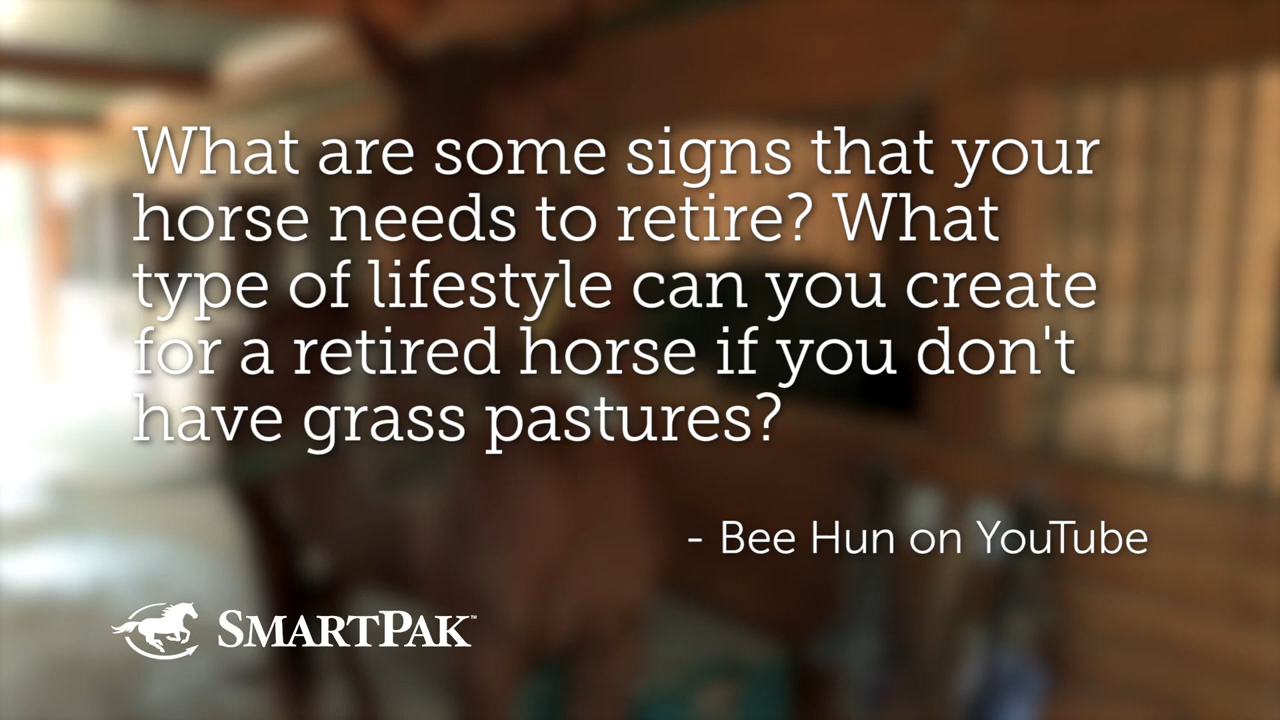 What are some signs that your
horse needs to retire? What
type of lifestyle can you create
for a retired horse if you don't
have grass pastures?
- Bee Hun on YouTube
SMARTPAK™